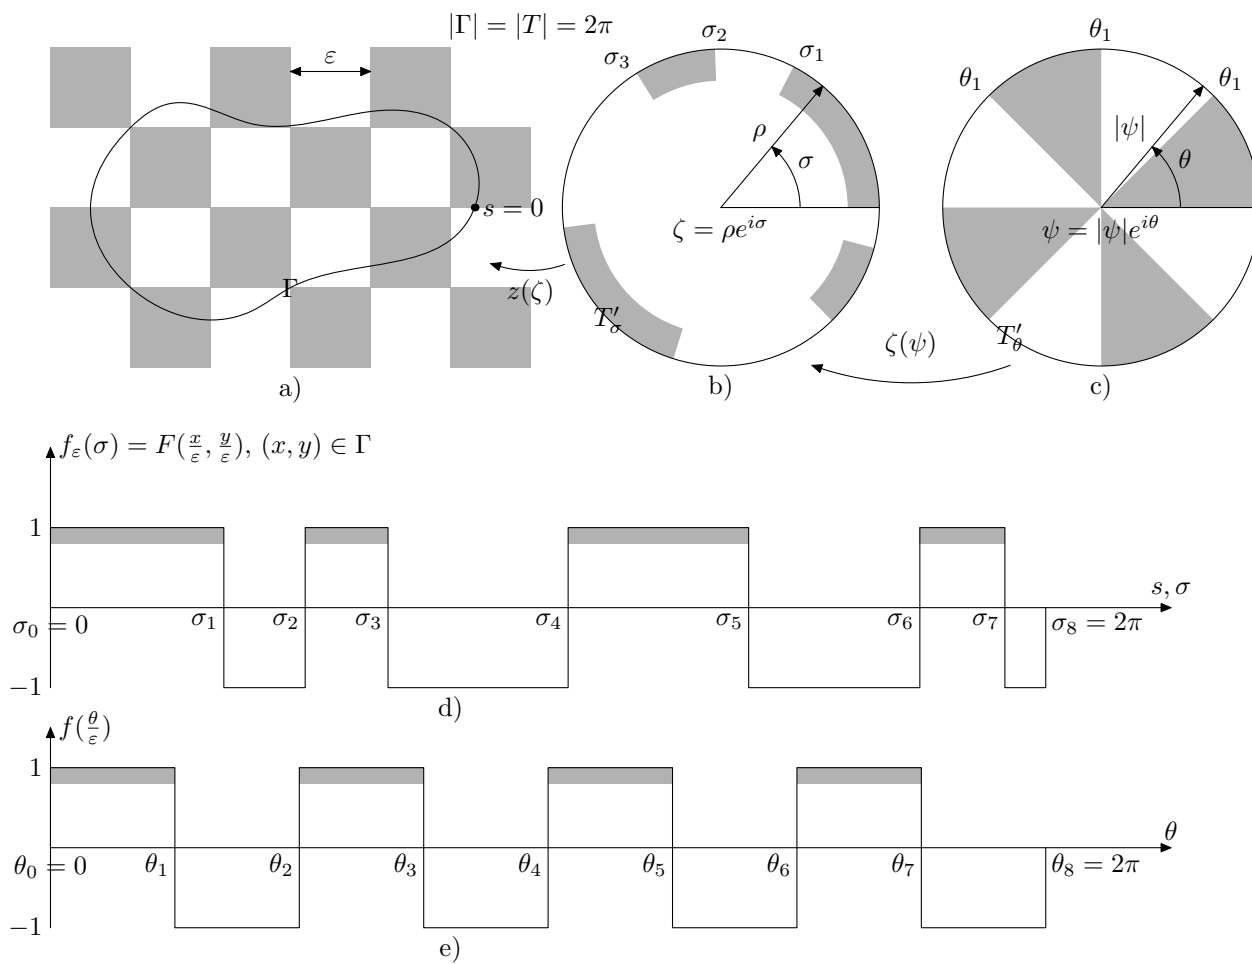 |Γ| = |T| = 2π
ε
s = 0
Γ
z(ζ)
a)
σ₃
σ₂
σ₁
ρ
σ
ζ = ρe^{iσ}
T′_σ
b)
ζ(ψ)
θ₁
θ₁
θ₁
|ψ|
θ
ψ = |ψ|e^{iθ}
T′_θ
c)
f_ε(σ) = F(x/ε, y/ε), (x, y) ∈ Γ
1
s, σ
σ₀ = 0
σ₁
σ₂
σ₃
σ₄
σ₅
σ₆
σ₇
σ₈ = 2π
−1
d)
f(θ/ε)
1
θ
θ₀ = 0
θ₁
θ₂
θ₃
θ₄
θ₅
θ₆
θ₇
θ₈ = 2π
−1
e)